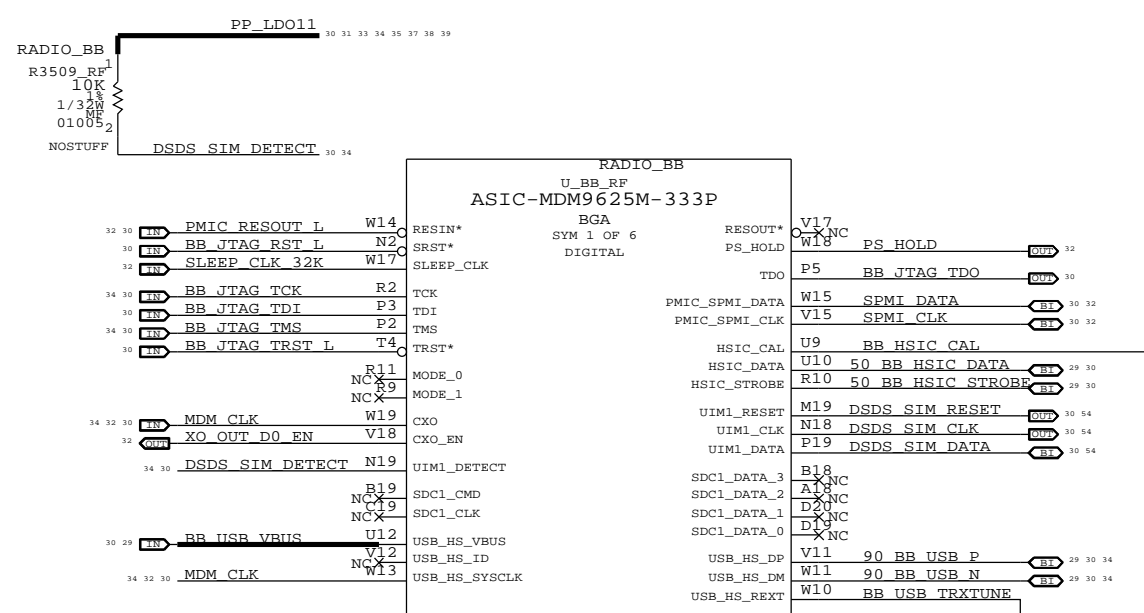 PP_LDO11 30 31 33 34 35 37 38 39
RADIO_BB
1
R3509_RF
10K
1%
1/32W
MF
01005
2
NOSTUFF
DSDS_SIM_DETECT 30 34
RADIO_BB
U_BB_RF
ASIC-MDM9625M-333P
BGA
SYM 1 OF 6
DIGITAL
32 30 IN PMIC_RESOUT_L W14 RESIN*
30 IN BB_JTAG_RST_L N2 SRST*
32 IN SLEEP_CLK_32K W17 SLEEP_CLK
34 30 IN BB_JTAG_TCK R2 TCK
30 IN BB_JTAG_TDI P3 TDI
34 30 IN BB_JTAG_TMS P2 TMS
30 IN BB_JTAG_TRST_L T4 TRST*
NC R11 MODE_0
NC R9 MODE_1
34 32 30 IN MDM_CLK W19 CXO
32 OUT XO_OUT_D0_EN V18 CXO_EN
34 30 DSDS_SIM_DETECT N19 UIM1_DETECT
NC B19 SDC1_CMD
NC C19 SDC1_CLK
30 29 IN BB_USB_VBUS U12 USB_HS_VBUS
NC V12 USB_HS_ID
34 32 30 MDM_CLK W13 USB_HS_SYSCLK
RESOUT* V17 NC
PS_HOLD W18 PS_HOLD OUT 32
TDO P5 BB_JTAG_TDO OUT 30
PMIC_SPMI_DATA W15 SPMI_DATA BI 30 32
PMIC_SPMI_CLK V15 SPMI_CLK BI 30 32
HSIC_CAL U9 BB_HSIC_CAL
HSIC_DATA U10 50_BB_HSIC_DATA BI 29 30
HSIC_STROBE R10 50_BB_HSIC_STROBE BI 29 30
UIM1_RESET M19 DSDS_SIM_RESET OUT 30 54
UIM1_CLK N18 DSDS_SIM_CLK OUT 30 54
UIM1_DATA P19 DSDS_SIM_DATA BI 30 54
SDC1_DATA_3 B18 NC
SDC1_DATA_2 A18 NC
SDC1_DATA_1 D20 NC
SDC1_DATA_0 D19 NC
USB_HS_DP V11 90_BB_USB_P BI 29 30 34
USB_HS_DM W11 90_BB_USB_N BI 29 30 34
USB_HS_REXT W10 BB_USB_TRXTUNE